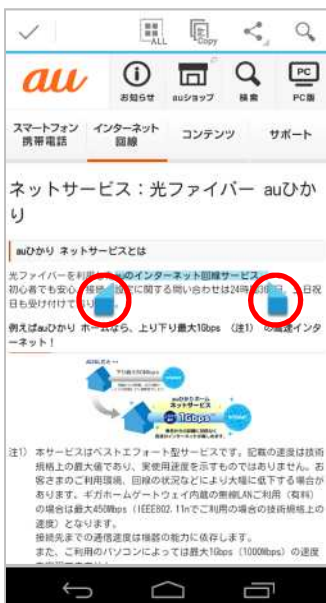 ALL
Copy
au
お知らせ
auショップ
検索
PC
PC版
スマートフォン
携帯電話
インターネット
回線
コンテンツ
サポート
ネットサービス：光ファイバー auひか
り
auひかり ネットサービスとは
光ファイバーを利用 auのインターネット回線サービス
初心者でも安心 接続 設定に関する問い合わせは24時 日祝
日も受け付けており
例えばauひかり ホームなら、上り下り最大1Gbps （注1） の高速インタ
ーネット！
auひかり ホーム
ネットサービス
1Gbps
注1） 本サービスはベストエフォート型サービスです。記載の速度は技術
規格上の最大値であり、実使用速度を示すものではありません。お
客さまのご利用環境、回線の状況などにより大幅に低下する場合が
あります。ギガホームゲートウェイ内蔵の無線LANご利用（有料）
の場合は最大450Mbps（IEEE802.11nでご利用の場合の技術規格上の
速度）となります。
接続先までの通信速度は機器の能力に依存します。
また、ご利用のパソコンによっては最大1Gbps（1000Mbps）の速度